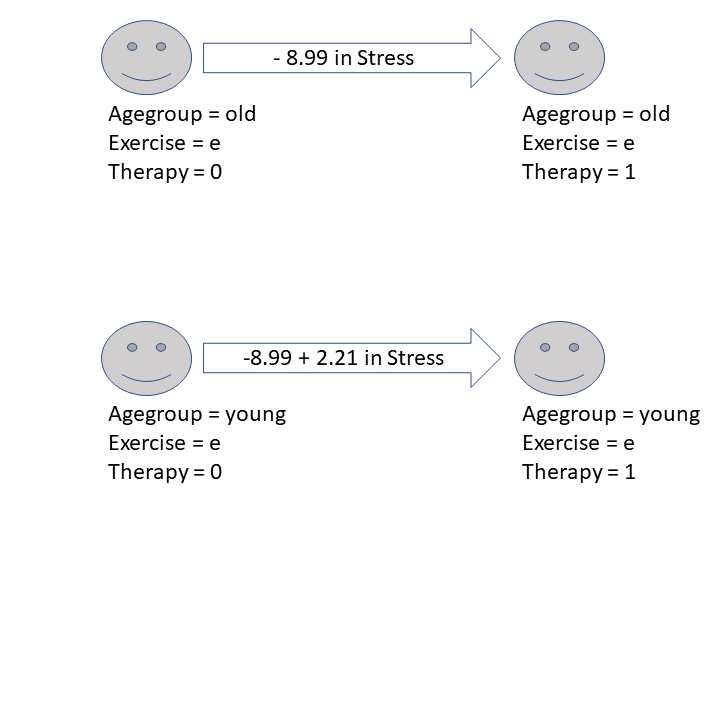 - 8.99 in Stress
Agegroup = old
Exercise = e
Therapy = 0
Agegroup = old
Exercise = e
Therapy = 1
-8.99 + 2.21 in Stress
Agegroup = young
Exercise = e
Therapy = 0
Agegroup = young
Exercise = e
Therapy = 1